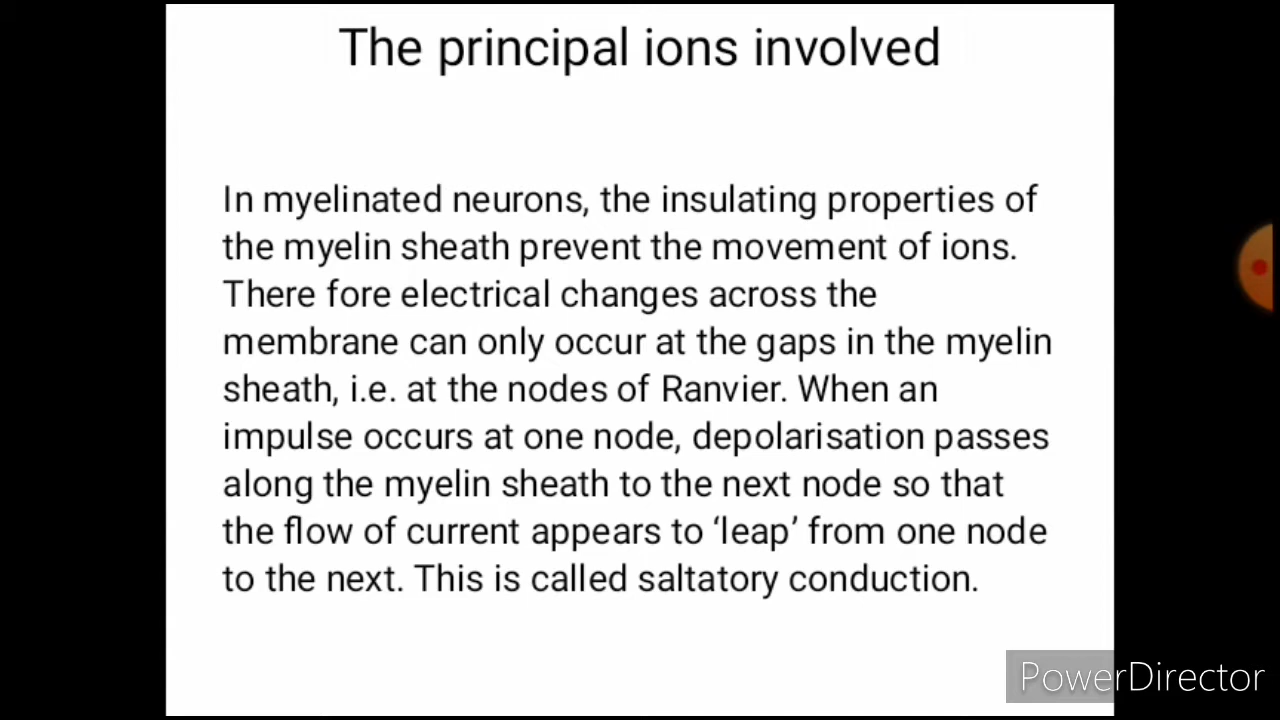 The principal ions involved
In myelinated neurons, the insulating properties of
the myelin sheath prevent the movement of ions.
There fore electrical changes across the
membrane can only occur at the gaps in the myelin
sheath, i.e. at the nodes of Ranvier. When an
impulse occurs at one node, depolarisation passes
along the myelin sheath to the next node so that
the flow of current appears to ‘leap’ from one node
to the next. This is called saltatory conduction.
PowerDirector